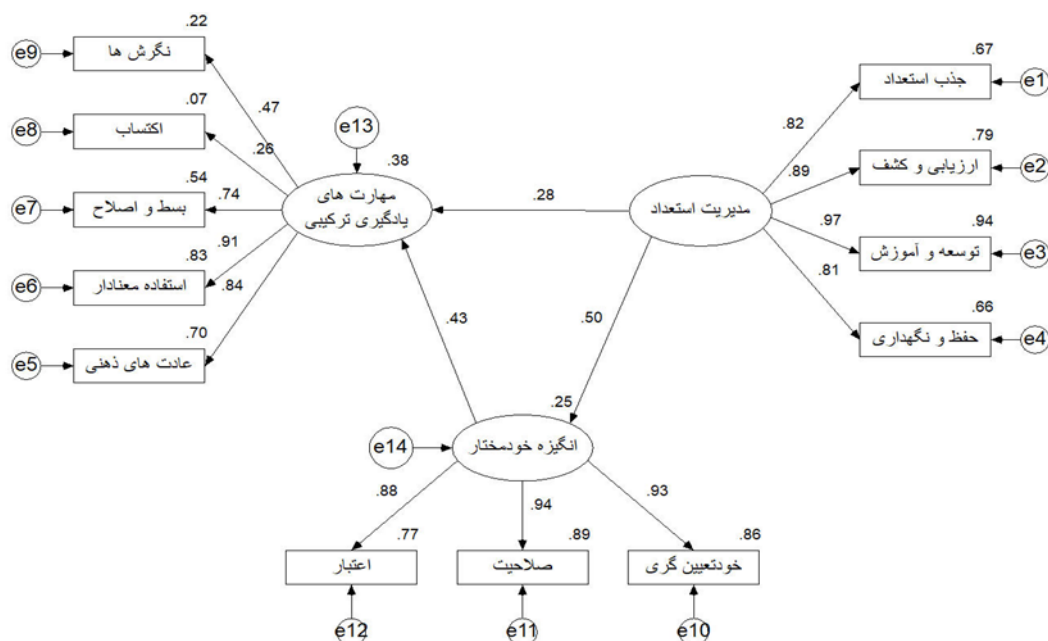 .22
نگرش ها
e9
.47
.07
اکتساب
e8
.26
.54
بسط و اصلاح
e7
.74
.83
استفاده معنادار
e6
.91
.70
عادت های ذهنی
e5
.84
e13
.38
مهارت های
یادگیری ترکیبی
.28
مدیریت استعداد
.67
جذب استعداد
e1
.82
.79
ارزیابی و کشف
e2
.89
.94
توسعه و آموزش
e3
.97
.66
حفظ و نگهداری
e4
.81
.43
.50
.25
انگیزه خودمختار
e14
.88
.94
.93
.77
اعتبار
e12
.89
صلاحیت
e11
.86
خودتعیین گری
e10